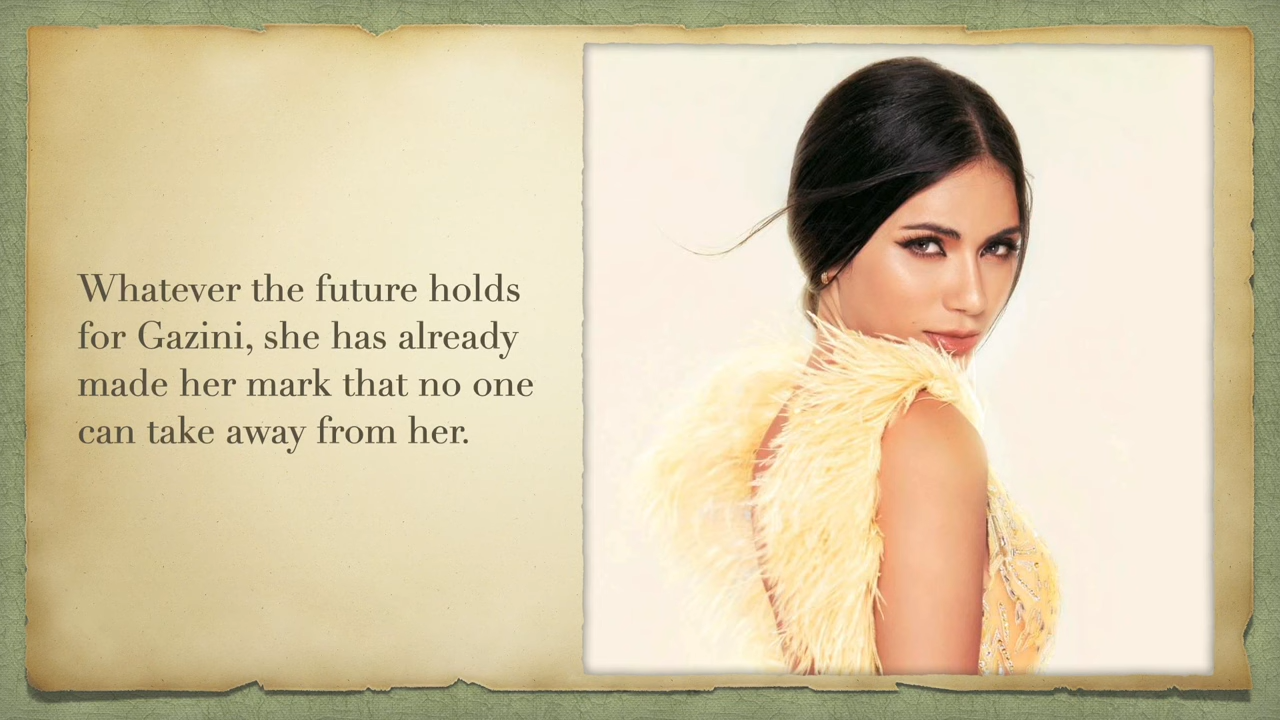 Whatever the future holds
for Gazini, she has already
made her mark that no one
can take away from her.